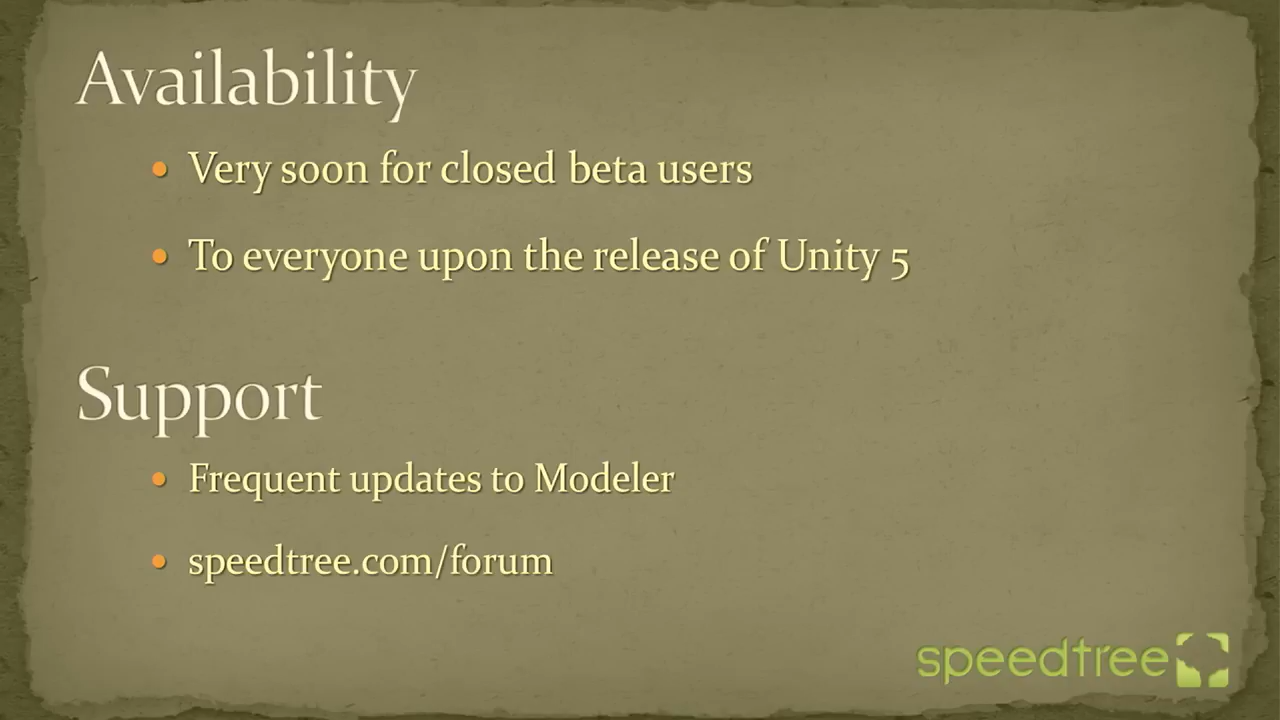 Availability
Very soon for closed beta users
To everyone upon the release of Unity 5
Support
Frequent updates to Modeler
speedtree.com/forum
speedtree